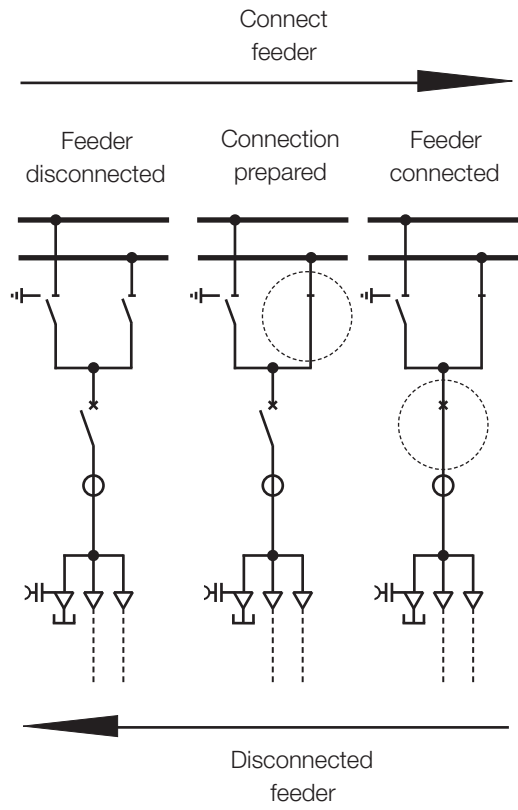 Connect
feeder
Feeder
disconnected
Connection
prepared
Feeder
connected
Disconnected
feeder